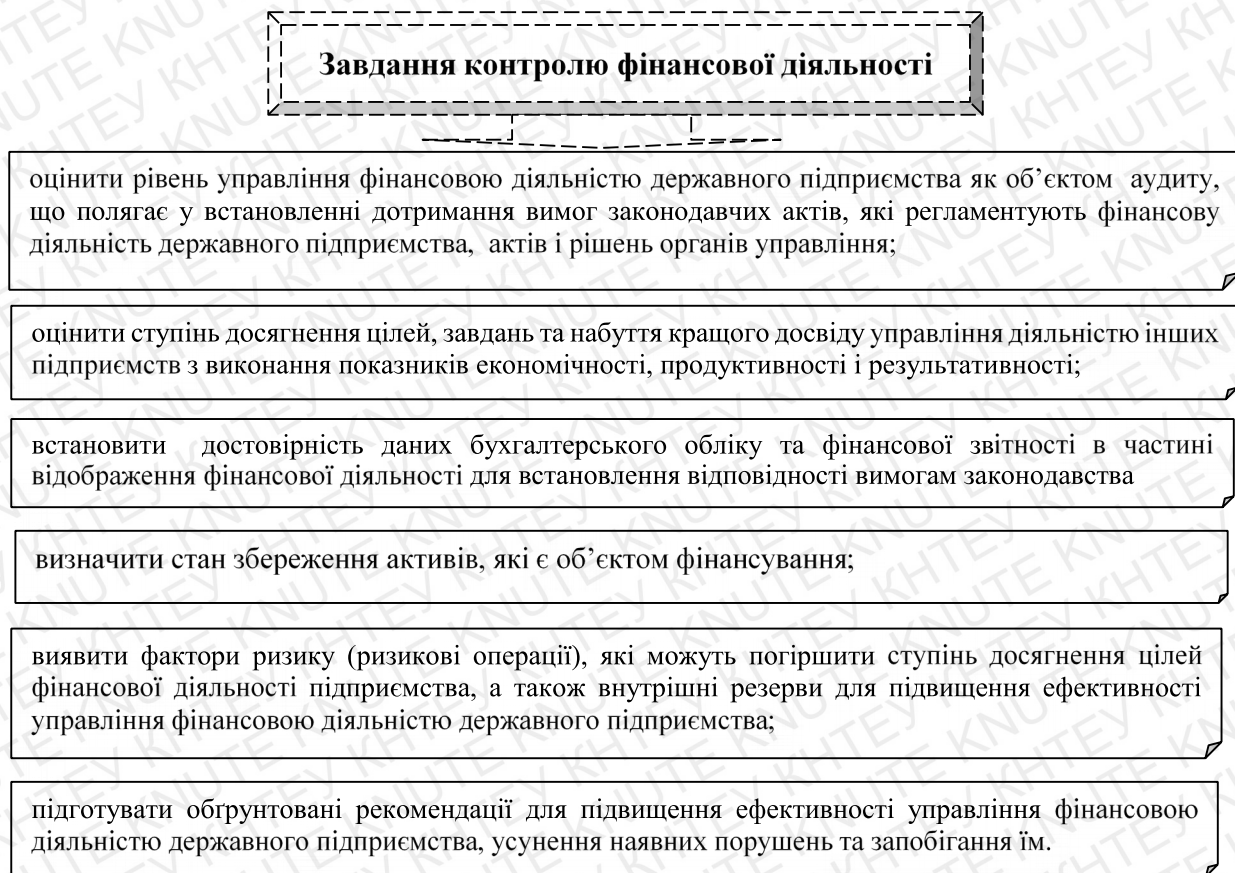 Завдання контролю фінансової діяльності
оцінити рівень управління фінансовою діяльністю державного підприємства як об’єктом аудиту,
що полягає у встановленні дотримання вимог законодавчих актів, які регламентують фінансову
діяльність державного підприємства, актів і рішень органів управління;
оцінити ступінь досягнення цілей, завдань та набуття кращого досвіду управління діяльністю інших
підприємств з виконання показників економічності, продуктивності і результативності;
встановити достовірність даних бухгалтерського обліку та фінансової звітності в частині
відображення фінансової діяльності для встановлення відповідності вимогам законодавства
визначити стан збереження активів, які є об’єктом фінансування;
виявити фактори ризику (ризикові операції), які можуть погіршити ступінь досягнення цілей
фінансової діяльності підприємства, а також внутрішні резерви для підвищення ефективності
управління фінансовою діяльністю державного підприємства;
підготувати обґрунтовані рекомендації для підвищення ефективності управління фінансовою
діяльністю державного підприємства, усунення наявних порушень та запобігання їм.